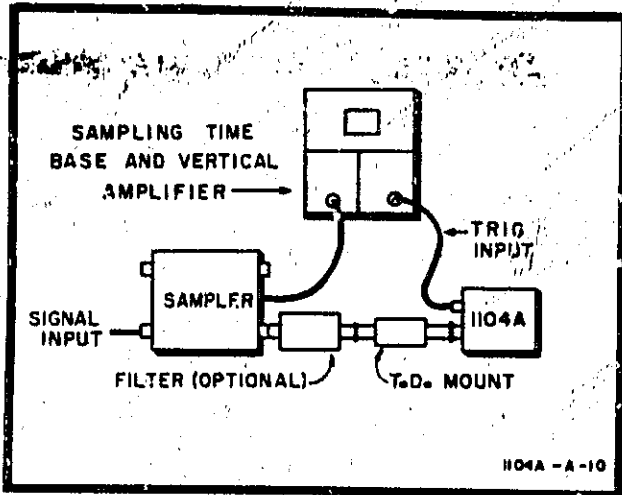 SAMPLING TIME
BASE AND VERTICAL
AMPLIFIER
TRIG
INPUT
SAMPLER
1104A
SIGNAL
INPUT
FILTER (OPTIONAL)
T.D. MOUNT
1104A-A-10